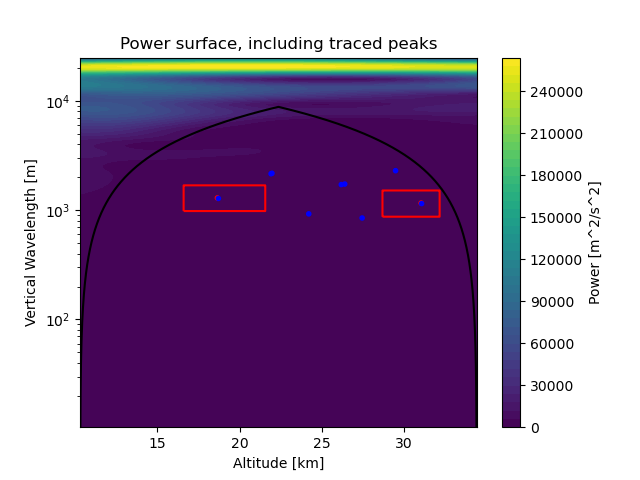 Power surface, including traced peaks
10^4
10^3
10^2
Vertical Wavelength [m]
15 20 25 30
Altitude [km]
240000
210000
180000
150000
120000
90000
60000
30000
0
Power [m^2/s^2]